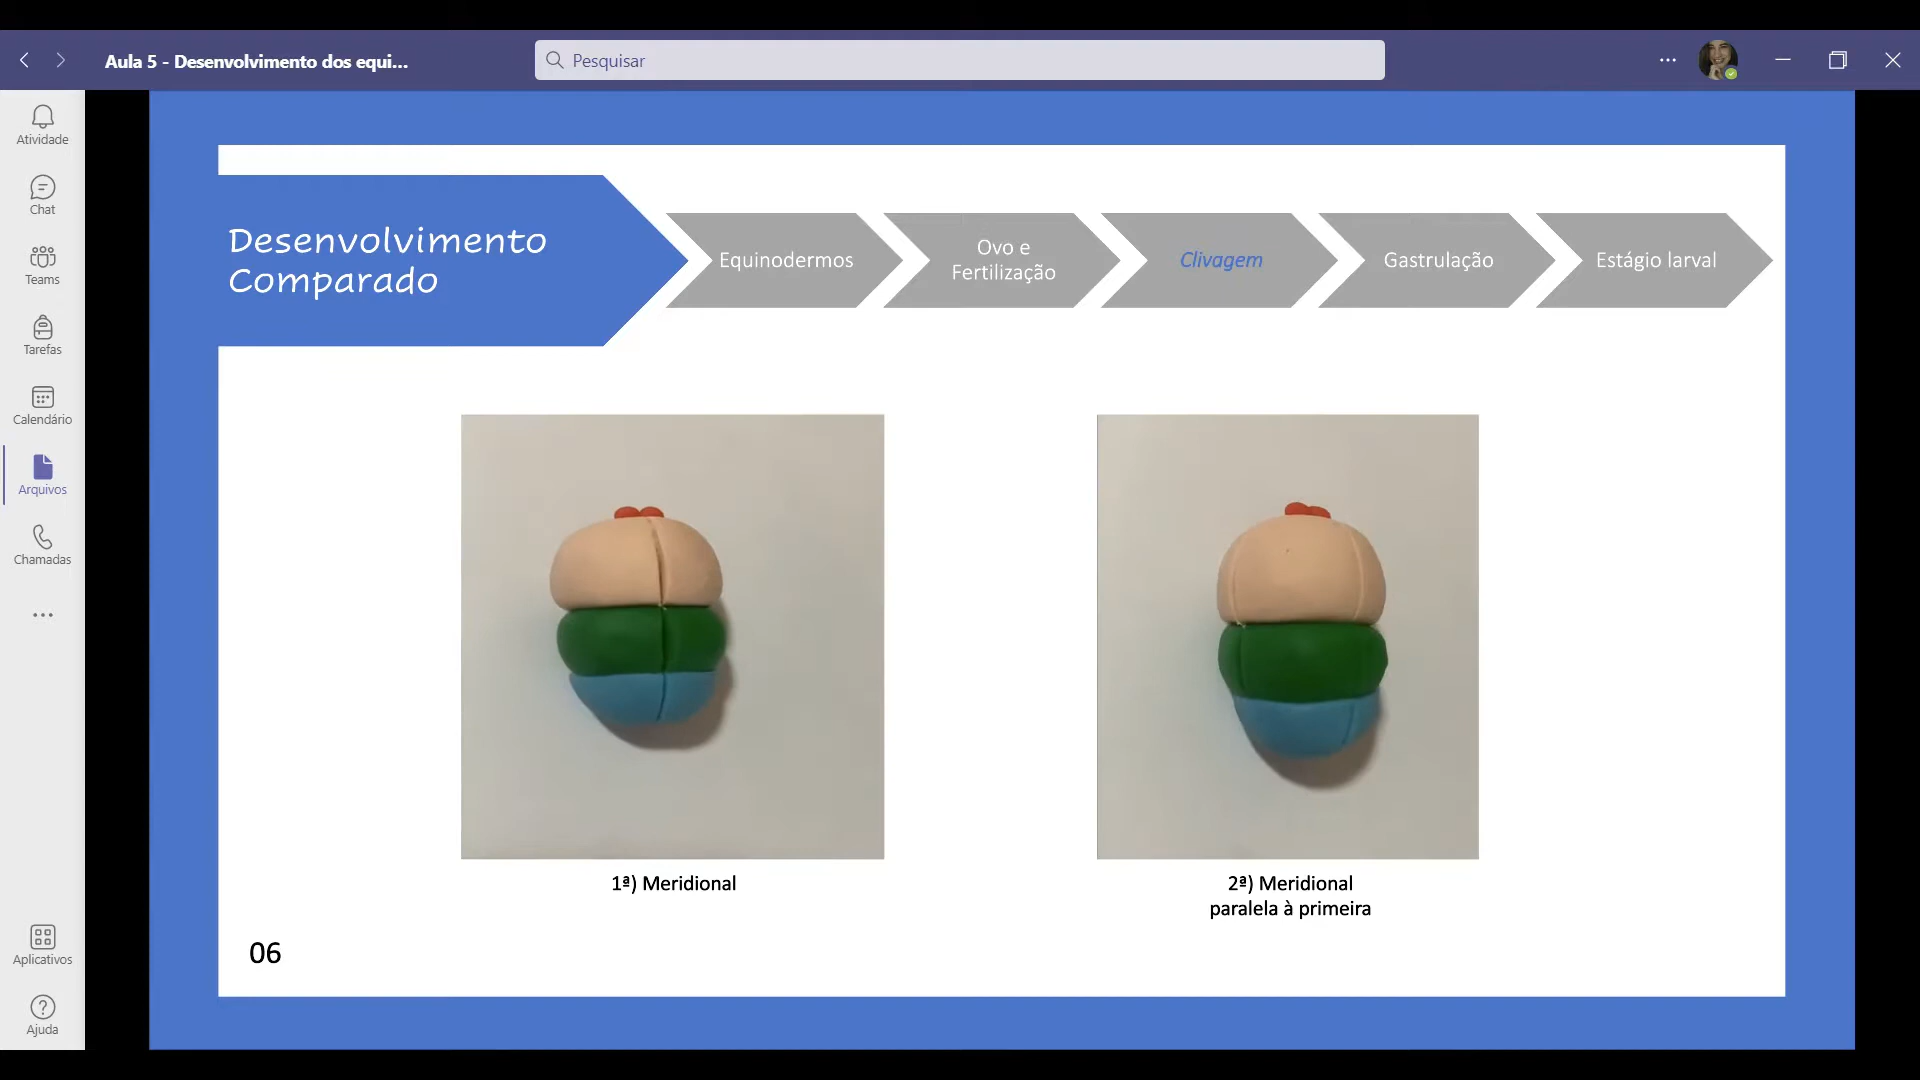 Aula 5 - Desenvolvimento dos equi...
Pesquisar
Atividade
Chat
Teams
Tarefas
Calendário
Arquivos
Chamadas
Aplicativos
Ajuda
Desenvolvimento
Comparado
Equinodermos
Ovo e
Fertilização
Clivagem
Gastrulação
Estágio larval
1ª) Meridional
2ª) Meridional
paralela à primeira
06